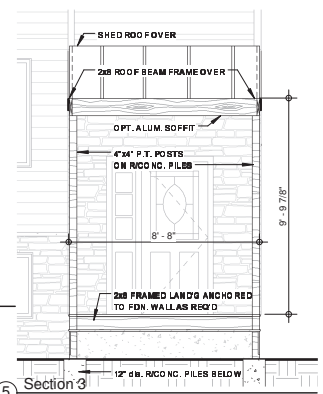 SHED ROOF OVER
2x8 ROOF BEAM FRAME OVER
OPT. ALUM. SOFFIT
4"x4" P.T. POSTS
ON R/CONC. PILES
8' - 8"
9' - 9 7/8"
2x8 FRAMED LAND'G ANCHORED
TO FDN. WALL AS REQ'D
12" dia. R/CONC. PILES BELOW
5
Section 3